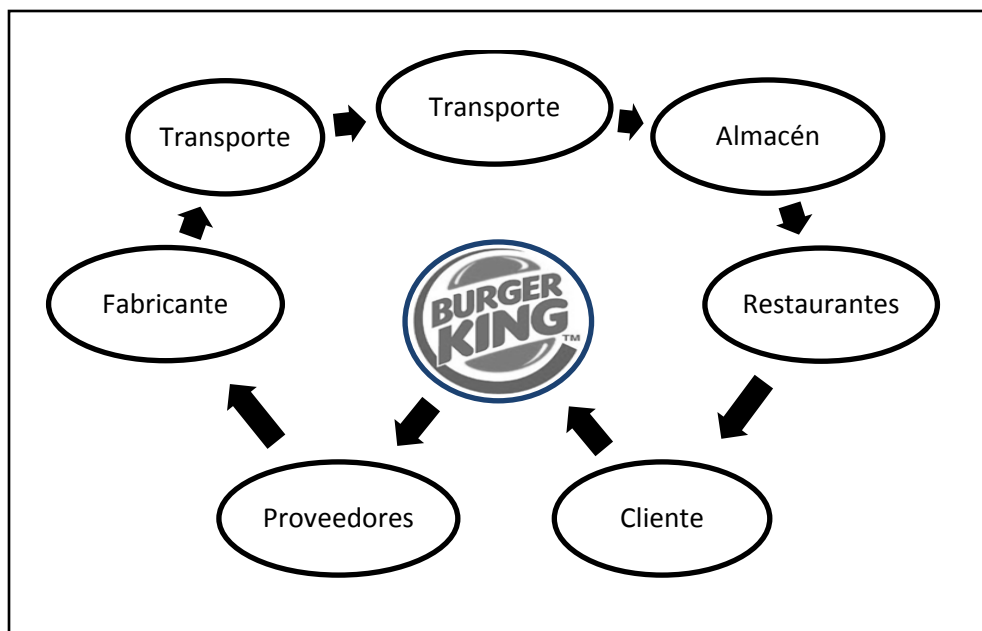 Transporte
Transporte
Almacén
Fabricante
BURGER
KING
TM
Restaurantes
Proveedores
Cliente